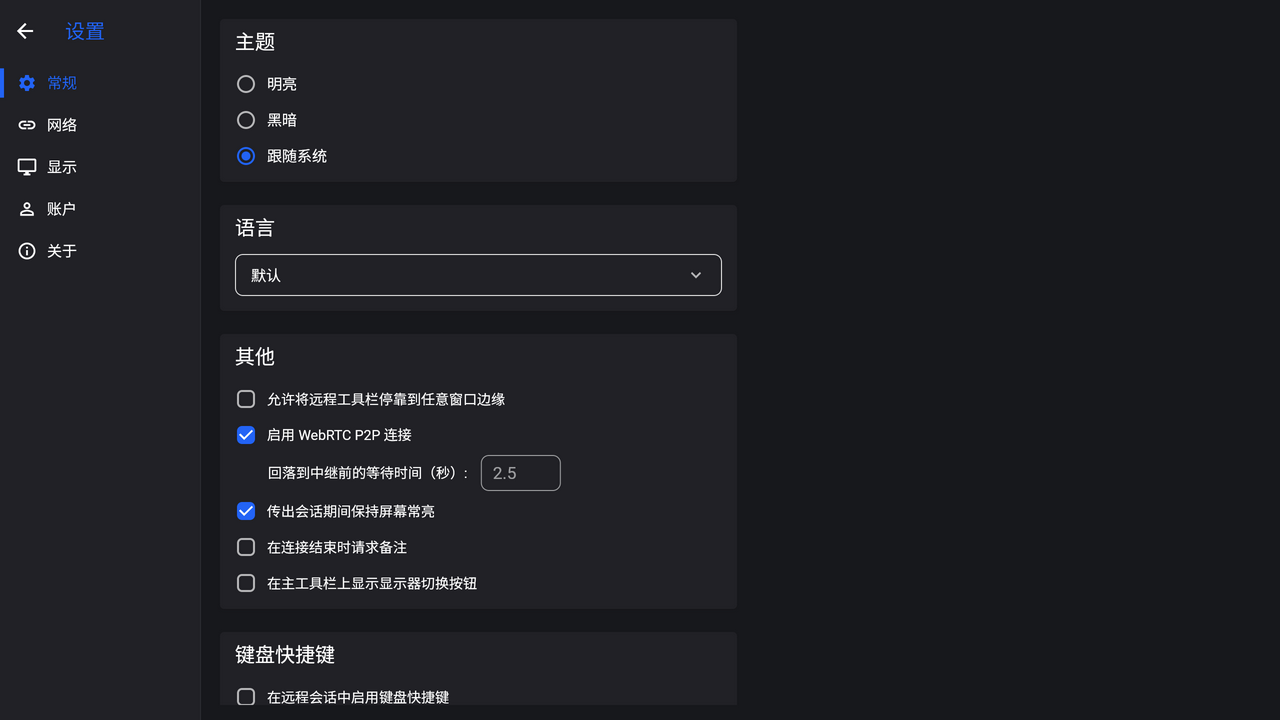 设置
常规
网络
显示
账户
关于
主题
明亮
黑暗
跟随系统
语言
默认
其他
允许将远程工具栏停靠到任意窗口边缘
启用 WebRTC P2P 连接
回落到中继前的等待时间（秒）: 2.5
传出会话期间保持屏幕常亮
在连接结束时请求备注
在主工具栏上显示显示器切换按钮
键盘快捷键
在远程会话中启用键盘快捷键